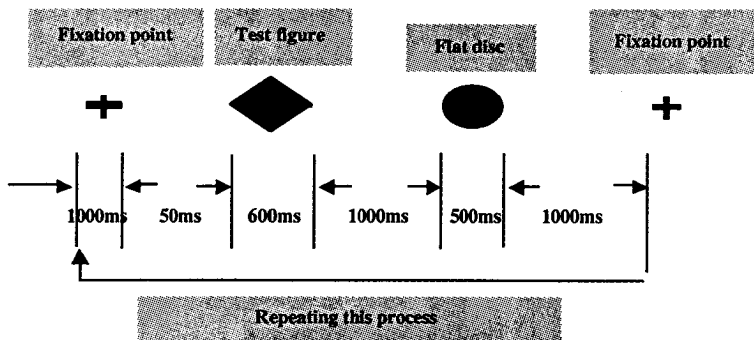 Fixation point
Test figure
Flat disc
Fixation point
1000ms
50ms
600ms
1000ms
500ms
1000ms
Repeating this process